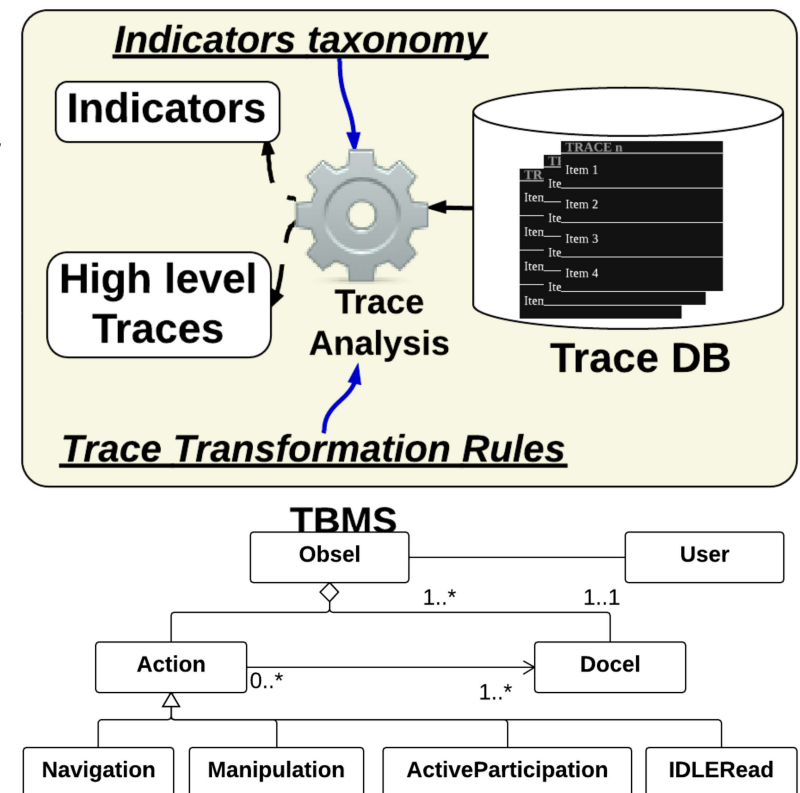 Indicators taxonomy
Indicators
TRACE n
Item 1
Item 2
Item 3
Item 4
High level
Traces
Trace
Analysis
Trace DB
Trace Transformation Rules
TBMS
Obsel
User
1..*
1..1
Action
Docel
0..*
1..*
Navigation
Manipulation
ActiveParticipation
IDLERead